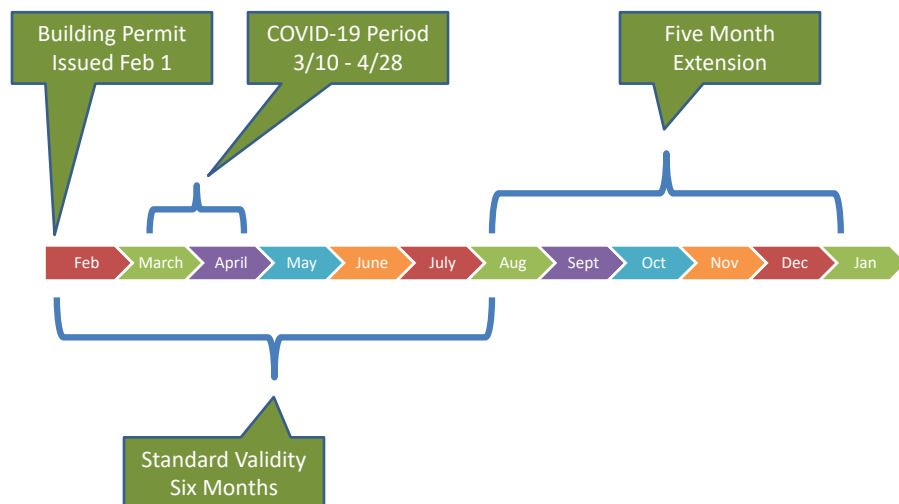 Building Permit
Issued Feb 1
COVID-19 Period
3/10 - 4/28
Five Month
Extension
Feb March April May June July Aug Sept Oct Nov Dec Jan
Standard Validity
Six Months